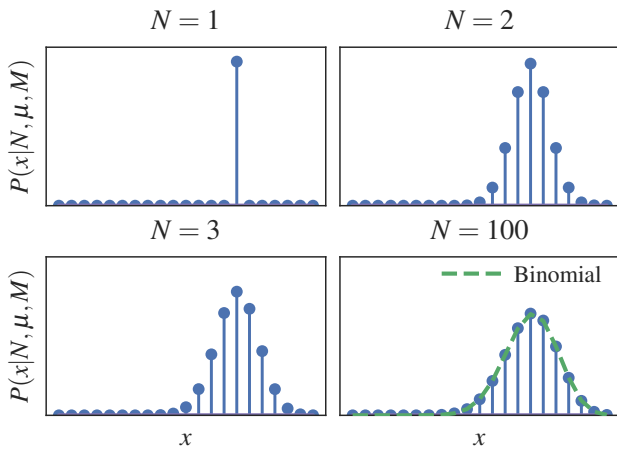 N = 1
N = 2
P(x|N, μ, M)
N = 3
N = 100
P(x|N, μ, M)
Binomial
x
x